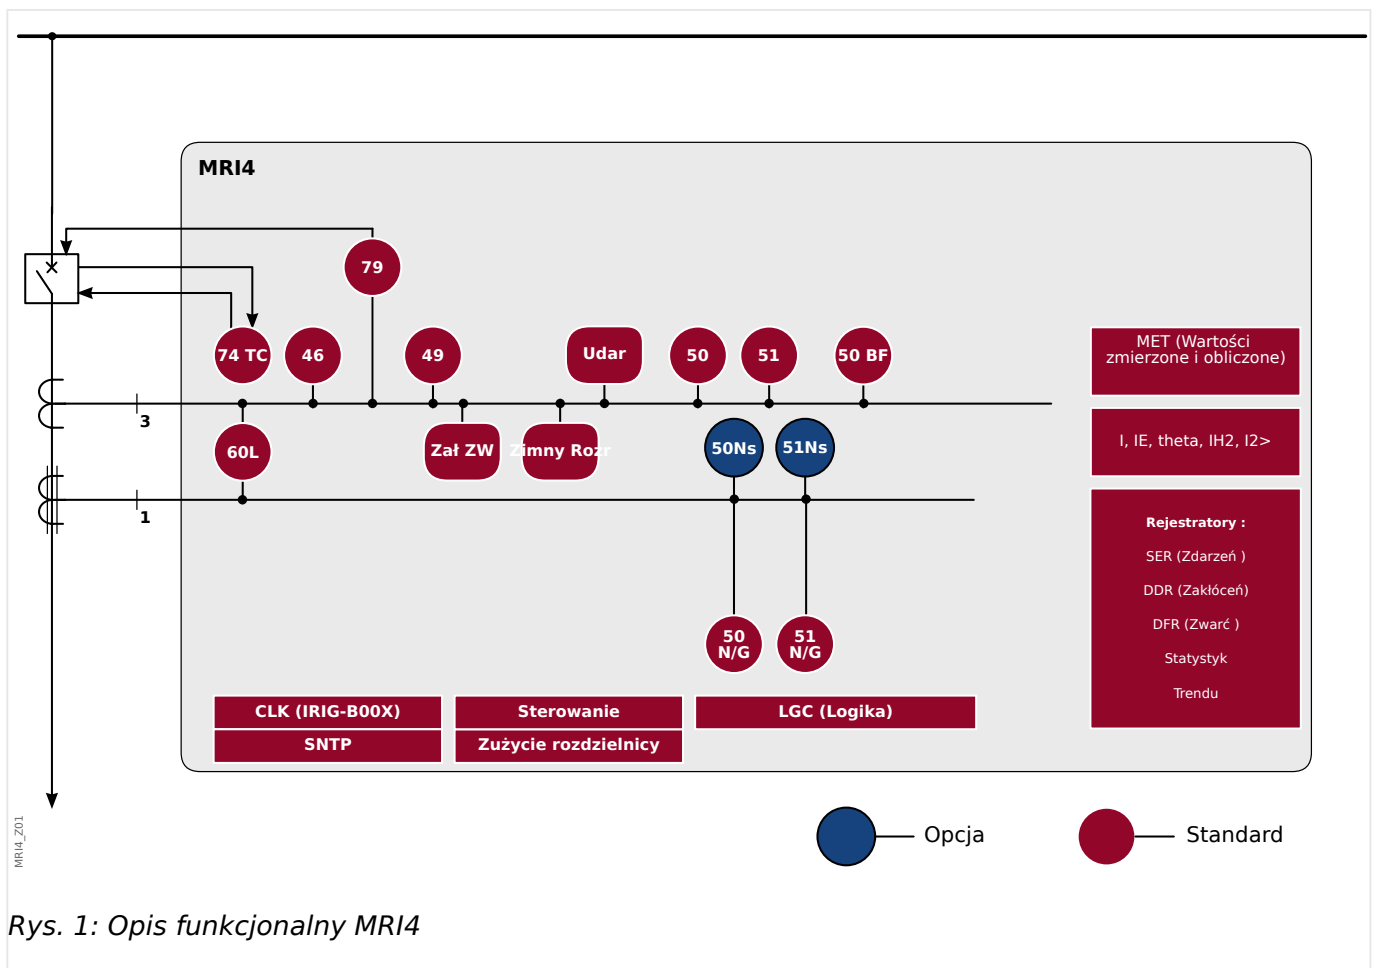 MRI4
79
74 TC
46
49
Udar
50
51
50 BF
MET (Wartości
zmierzone i obliczone)
3
60L
Zał ZW
Zimny Rozr
50Ns
51Ns
I, IE, theta, IH2, I2>
1
Rejestratory :
SER (Zdarzeń )
DDR (Zakłóceń)
DFR (Zwarć )
Statystyk
Trendu
50
N/G
51
N/G
CLK (IRIG-B00X)
Sterowanie
LGC (Logika)
SNTP
Zużycie rozdzielnicy
MRI4_Z01
Opcja
Standard
Rys. 1: Opis funkcjonalny MRI4